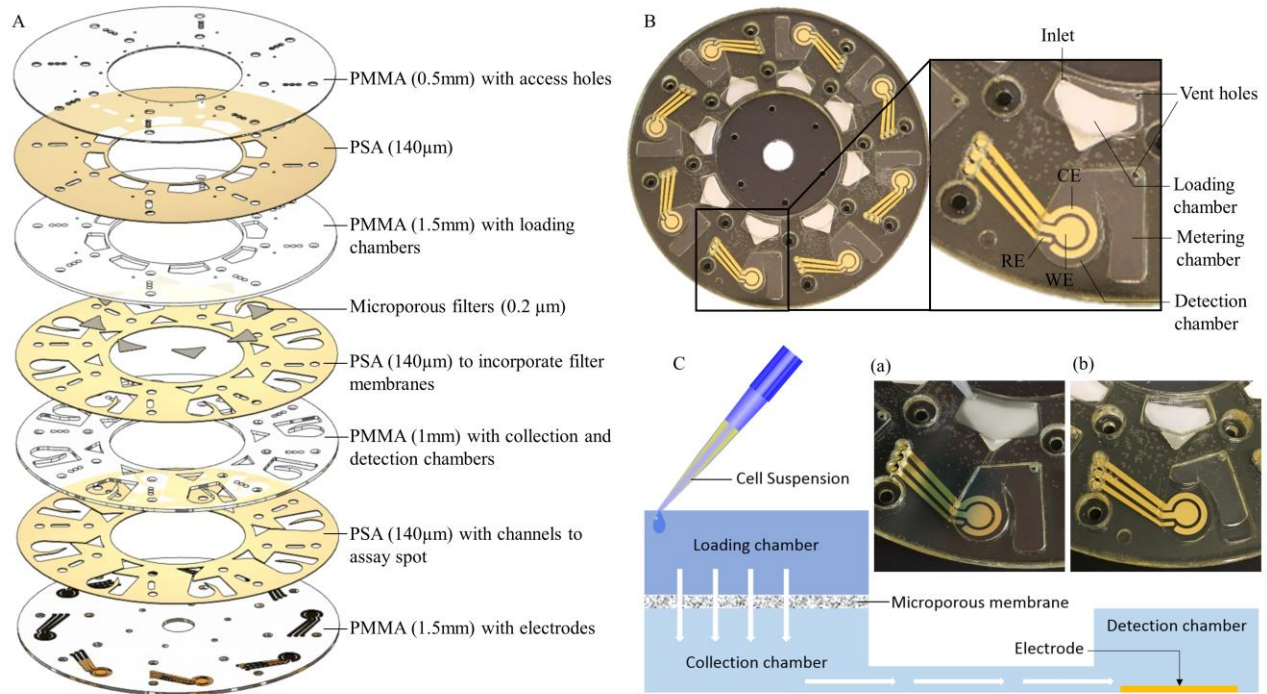 A
PMMA (0.5mm) with access holes
PSA (140μm)
PMMA (1.5mm) with loading
chambers
Microporous filters (0.2 μm)
PSA (140μm) to incorporate filter
membranes
PMMA (1mm) with collection and
detection chambers
PSA (140μm) with channels to
assay spot
PMMA (1.5mm) with electrodes
B
Inlet
Vent holes
CE
Loading
chamber
Metering
chamber
RE
WE
Detection
chamber
C
(a)
(b)
Cell Suspension
Loading chamber
Microporous membrane
Collection chamber
Detection chamber
Electrode